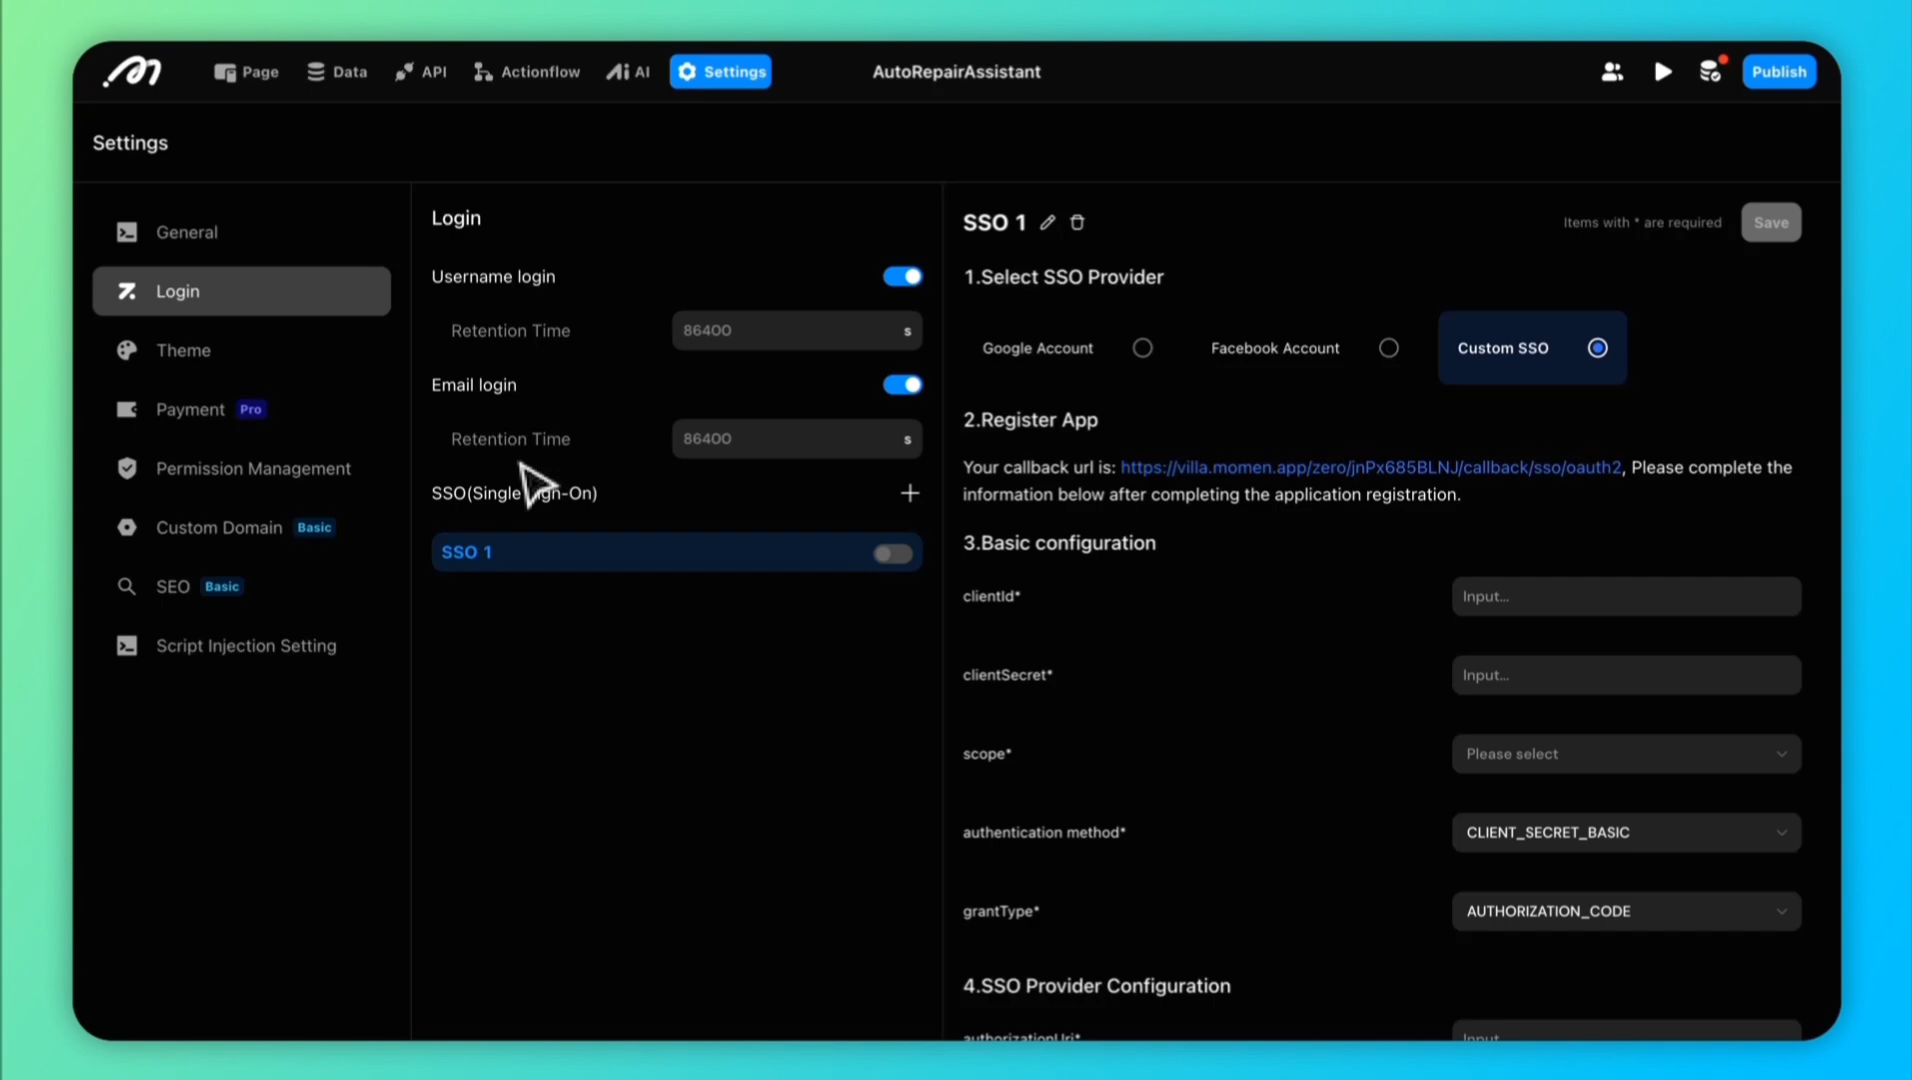 Page
Data
API
Actionflow
AI
Settings
AutoRepairAssistant
Publish
Settings
General
Login
Theme
Payment Pro
Permission Management
Custom Domain Basic
SEO Basic
Script Injection Setting
Login
Username login
Retention Time 86400 s
Email login
Retention Time 86400 s
SSO(Single Sign-On)
SSO 1
SSO 1
Items with * are required
Save
1.Select SSO Provider
Google Account
Facebook Account
Custom SSO
2.Register App
Your callback url is: https://villa.momen.app/zero/jnPx685BLNJ/callback/sso/oauth2, Please complete the
information below after completing the application registration.
3.Basic configuration
clientId* Input...
clientSecret* Input...
scope* Please select
authentication method* CLIENT_SECRET_BASIC
grantType* AUTHORIZATION_CODE
4.SSO Provider Configuration
authorizationUri* Input...